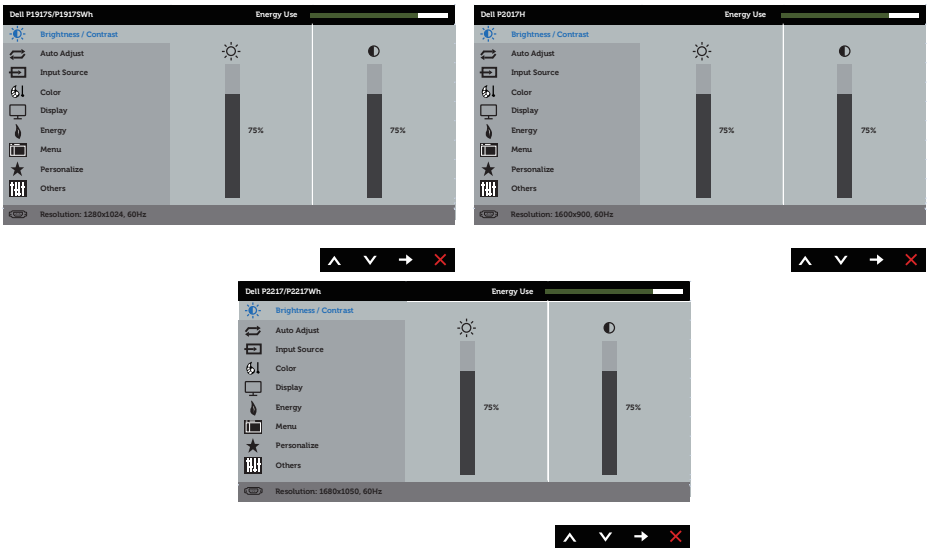 Dell P1917S/P1917SWh Energy Use
Brightness / Contrast
Auto Adjust
Input Source
Color
Display
Energy
Menu
Personalize
Others
75% 75%
Resolution: 1280x1024, 60Hz
Dell P2017H Energy Use
Brightness / Contrast
Auto Adjust
Input Source
Color
Display
Energy
Menu
Personalize
Others
75% 75%
Resolution: 1600x900, 60Hz
Dell P2217/P2217Wh Energy Use
Brightness / Contrast
Auto Adjust
Input Source
Color
Display
Energy
Menu
Personalize
Others
75% 75%
Resolution: 1680x1050, 60Hz